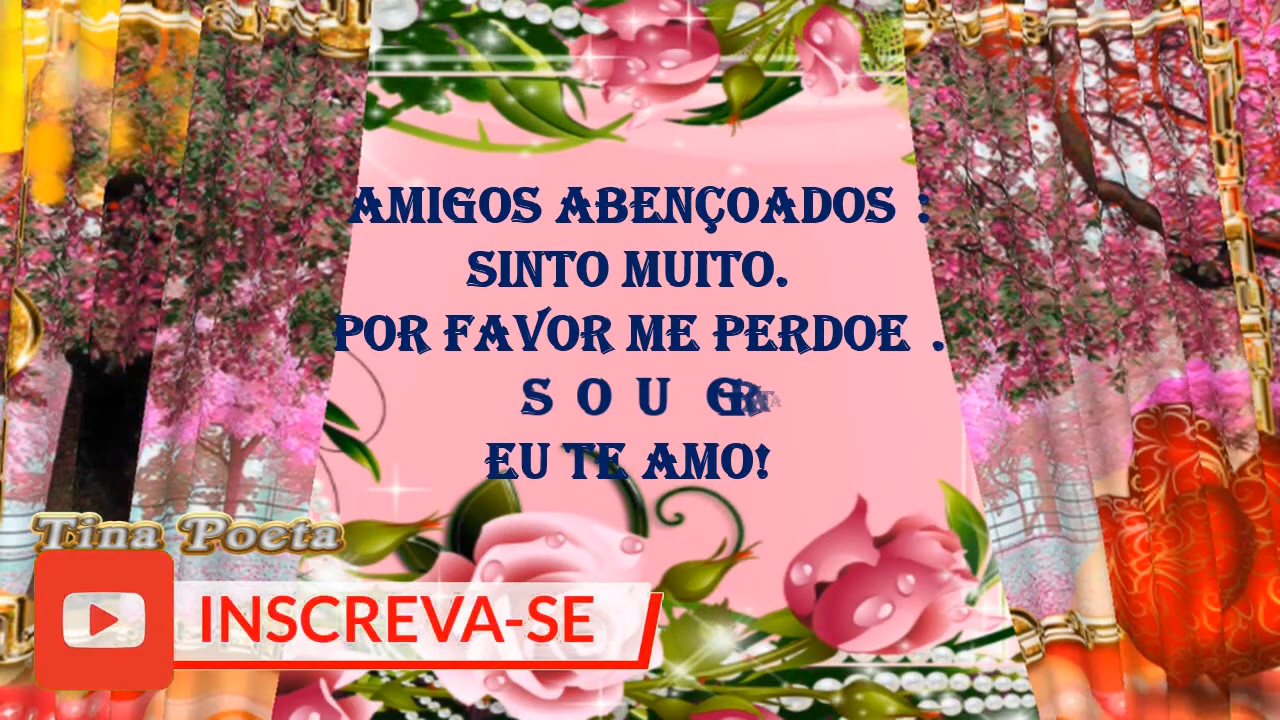 AMIGOS ABENÇOADOS :
SINTO MUITO.
POR FAVOR ME PERDOE .
S O U
EU TE AMO!
Tina Poeta
INSCREVA-SE